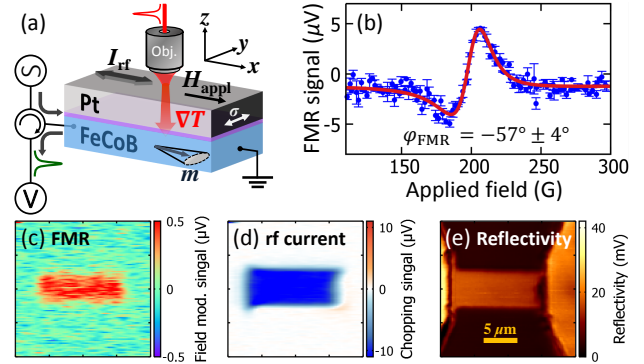 (a)
Obj.
z
y
x
I_rf
H_appl
S
Pt
∇T
σ
FeCoB
m
V
(b)
FMR signal (μV)
5
0
-5
φ_FMR = −57° ± 4°
150 200 250 300
Applied field (G)
(c) FMR
0.5
0
-0.5
Field mod. singal (μV)
(d) rf current
10
0
-10
Chopping singal (μV)
(e) Reflectivity
5 μm
40
20
0
Reflectivity (mV)